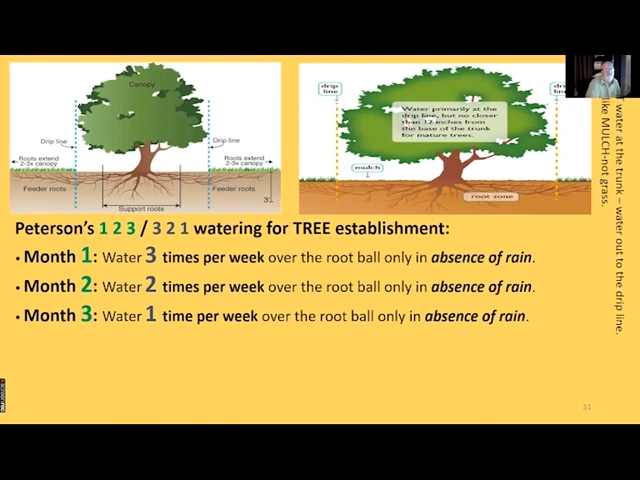 Canopy
Drip line
Drip line
Roots extend
2-3x canopy
Roots extend
2-3x canopy
Feeder roots
Feeder roots
Support roots
31
drip
line
Water primarily at the
drip line, but no closer
than 12 inches from
the base of the trunk
for mature trees.
mulch
root zone
water at the trunk – water out to the drip line.
like MULCH-not grass.
Peterson's 1 2 3 / 3 2 1 watering for TREE establishment:
• Month 1: Water 3 times per week over the root ball only in absence of rain.
• Month 2: Water 2 times per week over the root ball only in absence of rain.
• Month 3: Water 1 time per week over the root ball only in absence of rain.
51